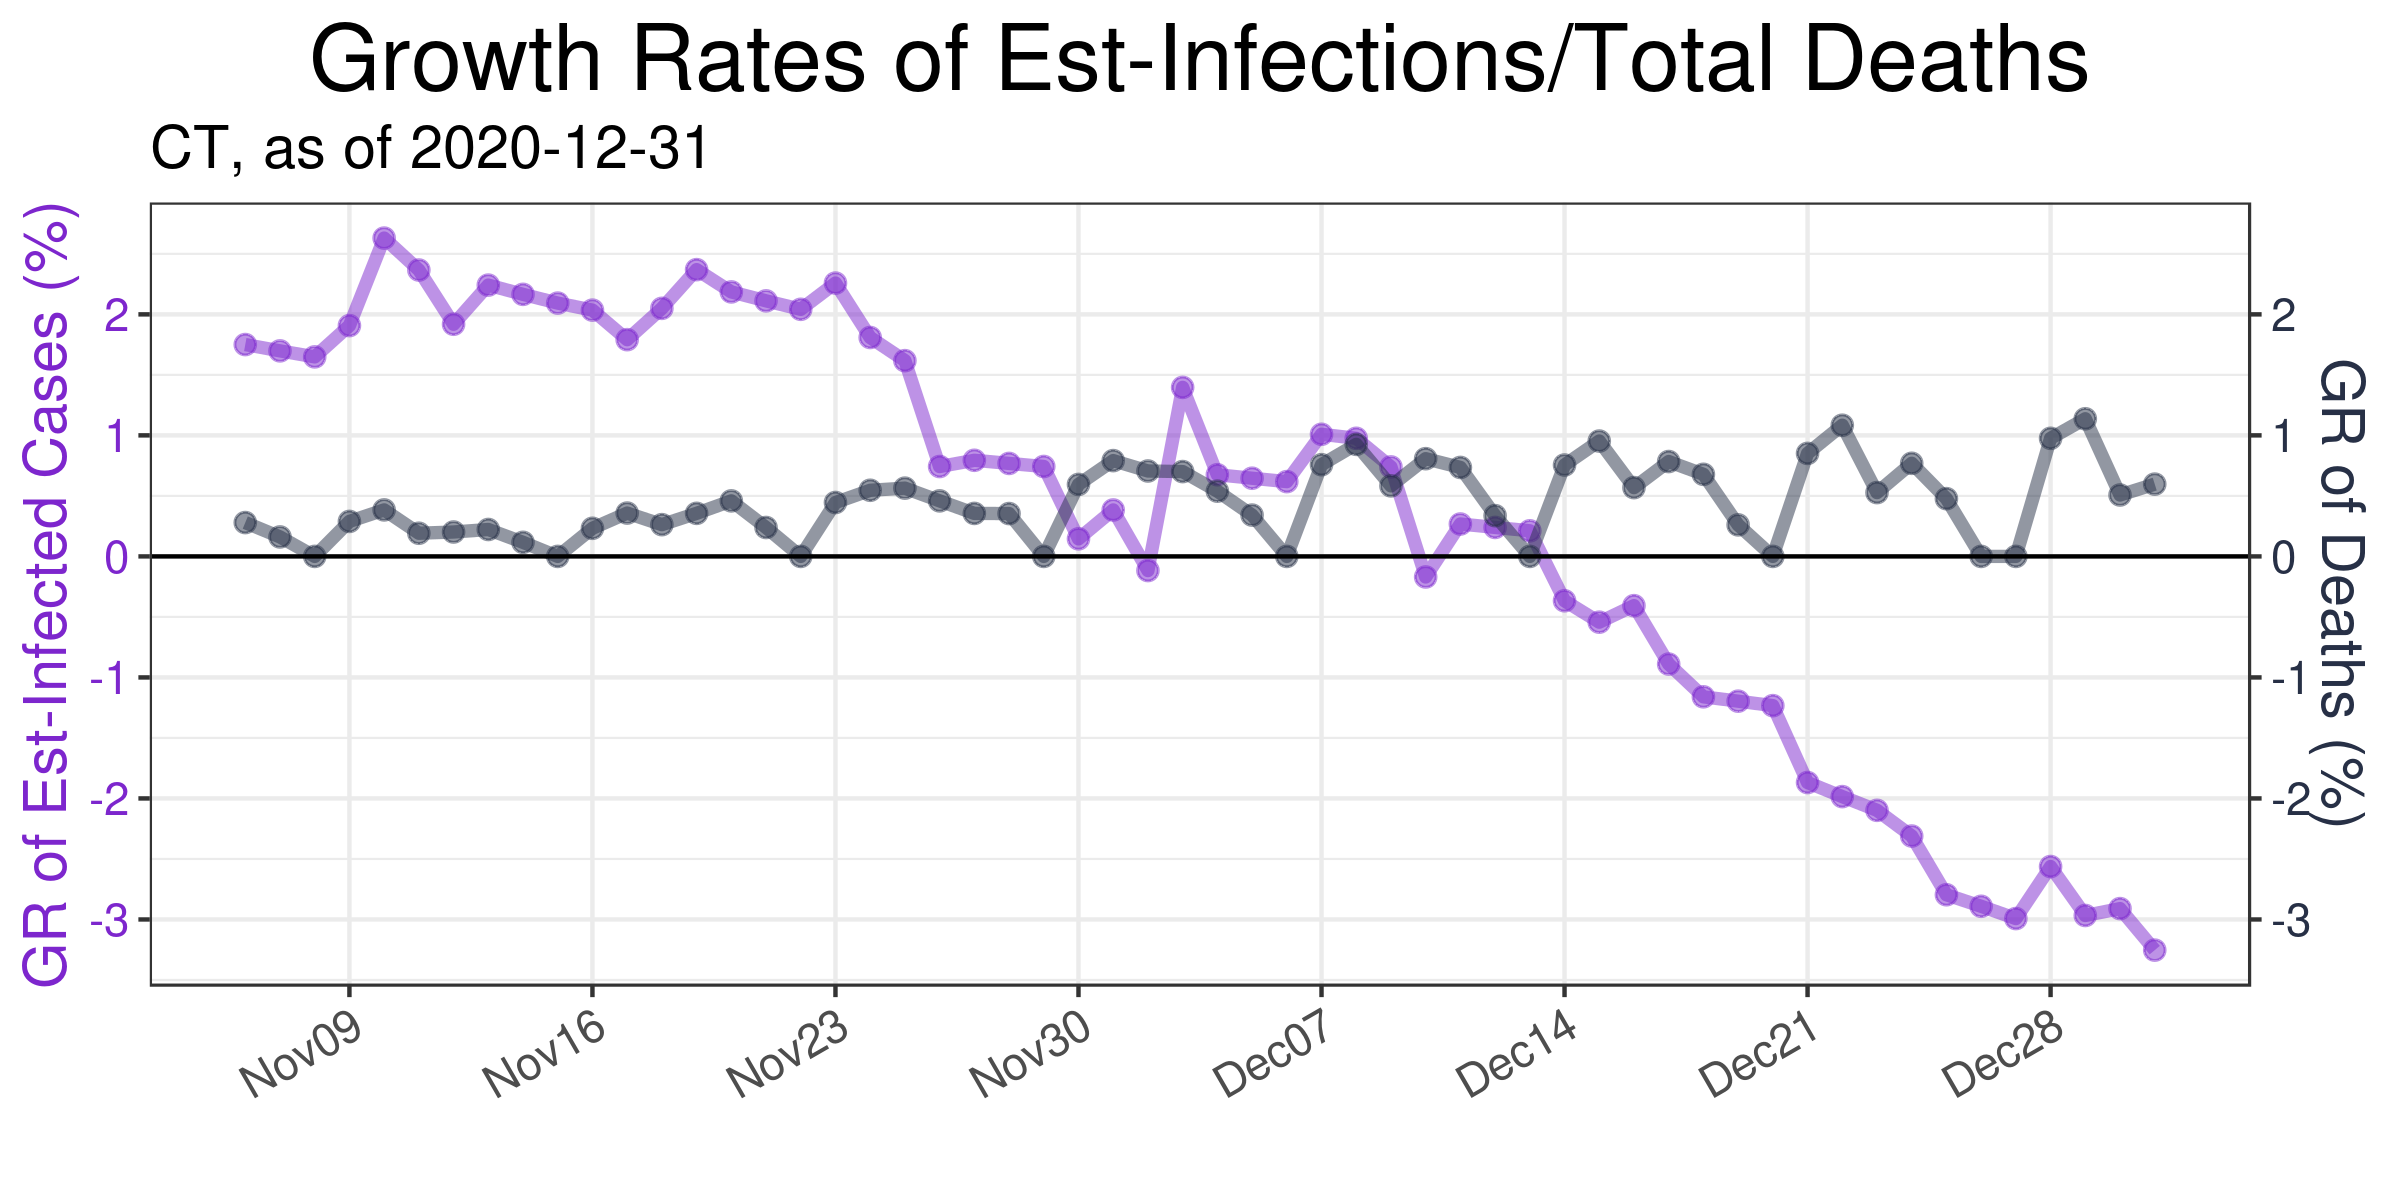 Growth Rates of Est-Infections/Total Deaths
CT, as of 2020-12-31
GR of Est-Infected Cases (%)
2
1
0
-1
-2
-3
2
1
0
-1
-2
-3
GR of Deaths (%)
Nov09
Nov16
Nov23
Nov30
Dec07
Dec14
Dec21
Dec28